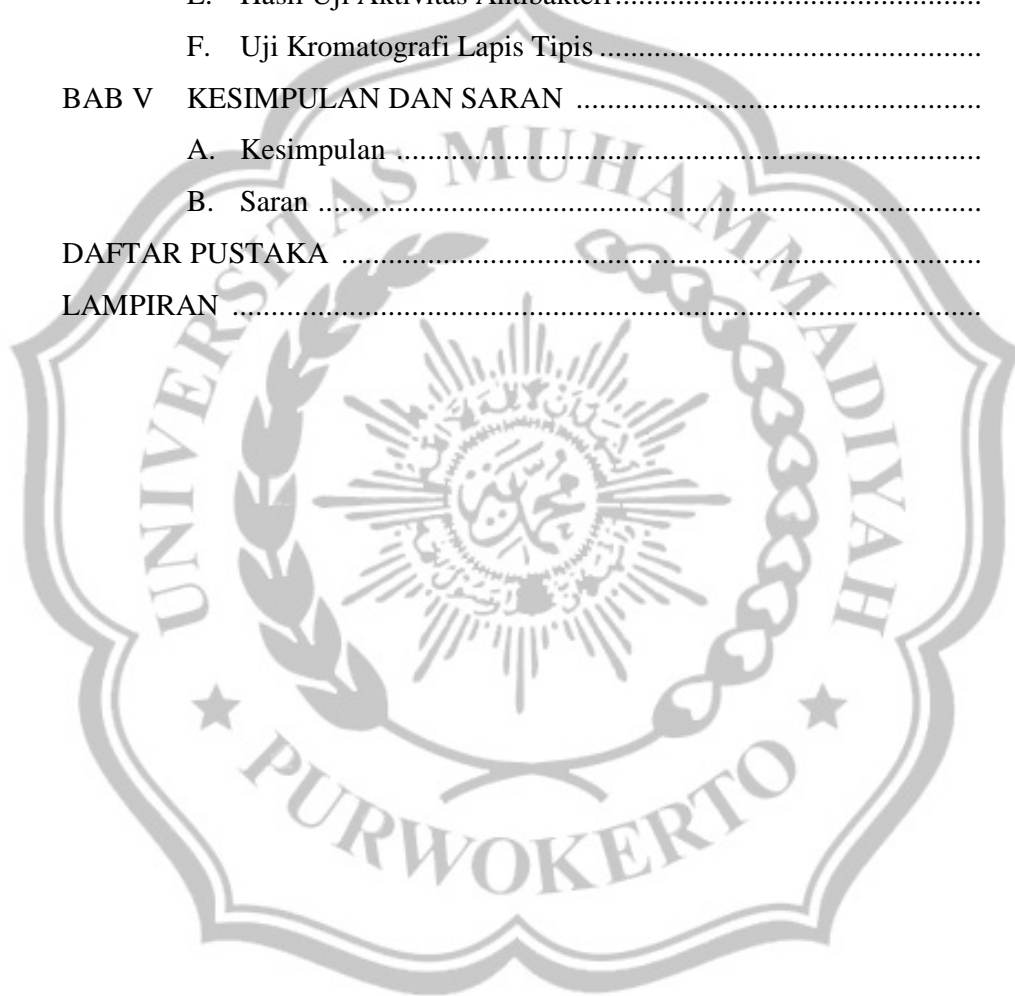 E. Hasil Uji Aktivitas Antibakteri ................................................
F. Uji Kromatografi Lapis Tipis ..................................................
BAB V KESIMPULAN DAN SARAN .....................................................
A. Kesimpulan ............................................................................
B. Saran ......................................................................................
DAFTAR PUSTAKA ...................................................................................
LAMPIRAN .................................................................................................
UNIVERSITAS MUHAMMADIYAH
PURWOKERTO